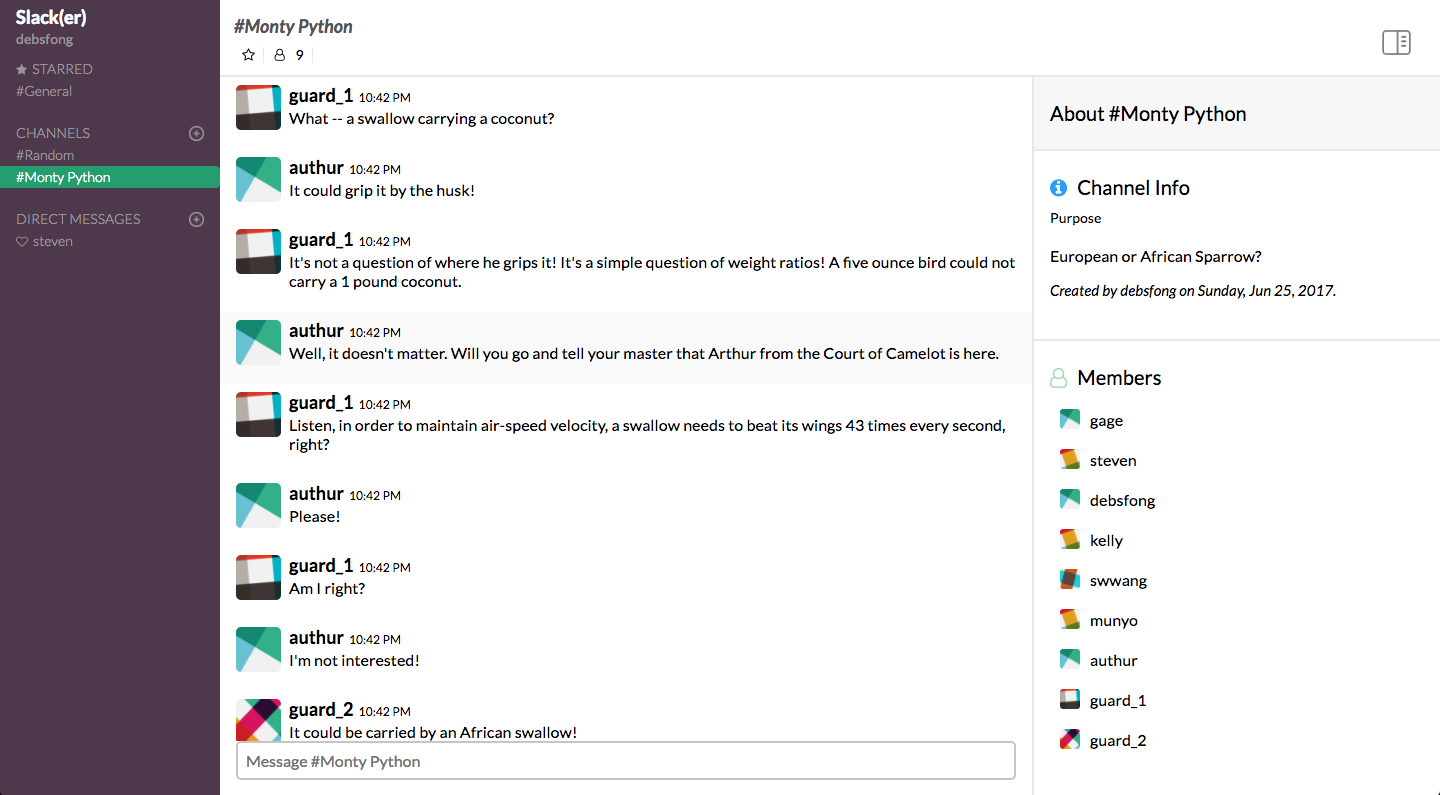 Slack(er)
debsfong
STARRED
#General
CHANNELS
#Random
#Monty Python
DIRECT MESSAGES
steven
#Monty Python
9
guard_1 10:42 PM
What -- a swallow carrying a coconut?
authur 10:42 PM
It could grip it by the husk!
guard_1 10:42 PM
It's not a question of where he grips it! It's a simple question of weight ratios! A five ounce bird could not
carry a 1 pound coconut.
authur 10:42 PM
Well, it doesn't matter. Will you go and tell your master that Arthur from the Court of Camelot is here.
guard_1 10:42 PM
Listen, in order to maintain air-speed velocity, a swallow needs to beat its wings 43 times every second,
right?
authur 10:42 PM
Please!
guard_1 10:42 PM
Am I right?
authur 10:42 PM
I'm not interested!
guard_2 10:42 PM
It could be carried by an African swallow!
Message #Monty Python
About #Monty Python
Channel Info
Purpose
European or African Sparrow?
Created by debsfong on Sunday, Jun 25, 2017.
Members
gage
steven
debsfong
kelly
swwang
munyo
authur
guard_1
guard_2